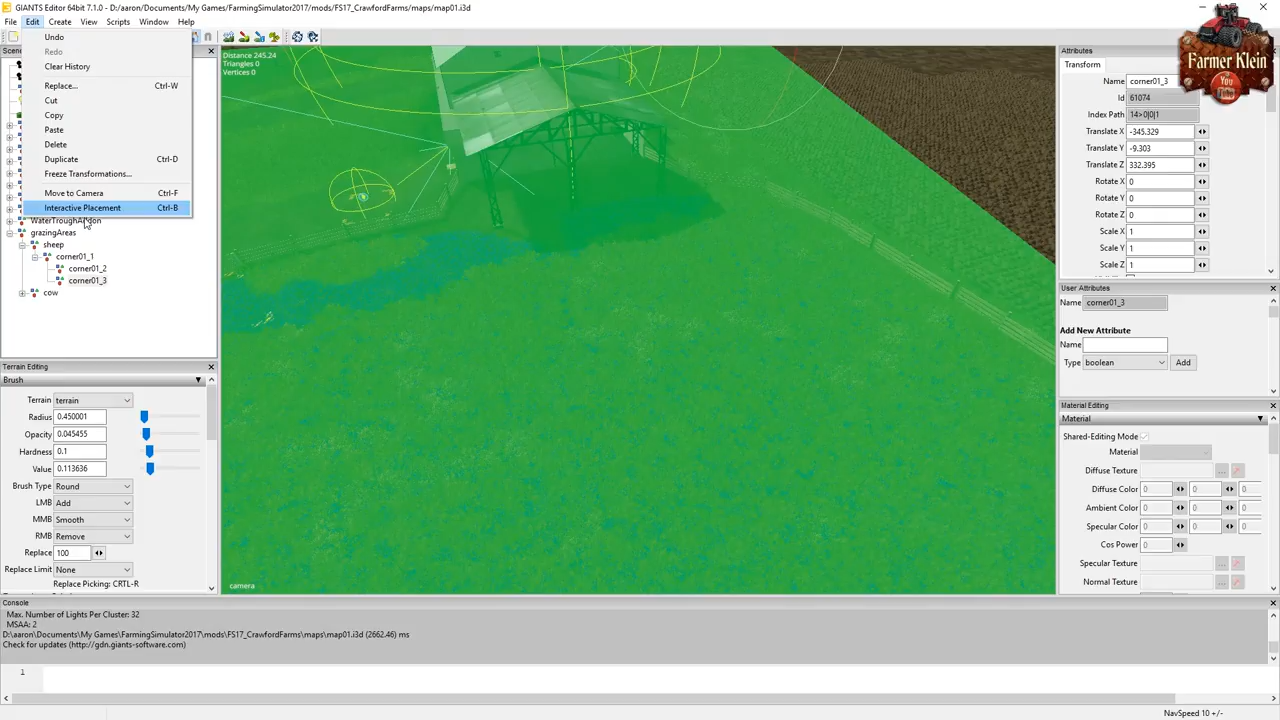 GIANTS Editor 64bit 7.1.0 - D:/aaron/Documents/My Games/FarmingSimulator2017/mods/FS17_CrawfordFarms/maps/map01.i3d
File Edit Create View Scripts Window Help
Undo
Redo
Clear History
Replace... Ctrl-W
Cut
Copy
Paste
Delete
Duplicate Ctrl-D
Freeze Transformations...
Move to Camera Ctrl-F
Interactive Placement Ctrl-B
WaterTroughAddon
grazingAreas
sheep
corner01_1
corner01_2
corner01_3
cow
Terrain Editing
Brush
Terrain terrain
Radius 0.450001
Opacity 0.045455
Hardness 0.1
Value 0.113636
Brush Type Round
LMB Add
MMB Smooth
RMB Remove
Replace 100
Replace Limit None
Replace Picking: CRTL-R
Distance 245.24
Triangles 0
Vertices 0
camera
Attributes
Transform
Name corner01_3
Id 61074
Index Path 14>0|0|1
Translate X -345.329
Translate Y -9.303
Translate Z 332.395
Rotate X 0
Rotate Y 0
Rotate Z 0
Scale X 1
Scale Y 1
Scale Z 1
User Attributes
Name corner01_3
Add New Attribute
Name
Type boolean Add
Material Editing
Material
Shared-Editing Mode
Material
Diffuse Texture ...
Diffuse Color 0 0 0
Ambient Color 0 0 0
Specular Color 0 0 0
Cos Power 0
Specular Texture ...
Normal Texture ...
Farmer Klein
You Tube
Console
Max. Number of Lights Per Cluster: 32
MSAA: 2
D:\aaron\Documents\My Games\FarmingSimulator2017\mods\FS17_CrawfordFarms\maps\map01.i3d (2662.46) ms
Check for updates (http://gdn.giants-software.com)
1
NavSpeed 10 +/-